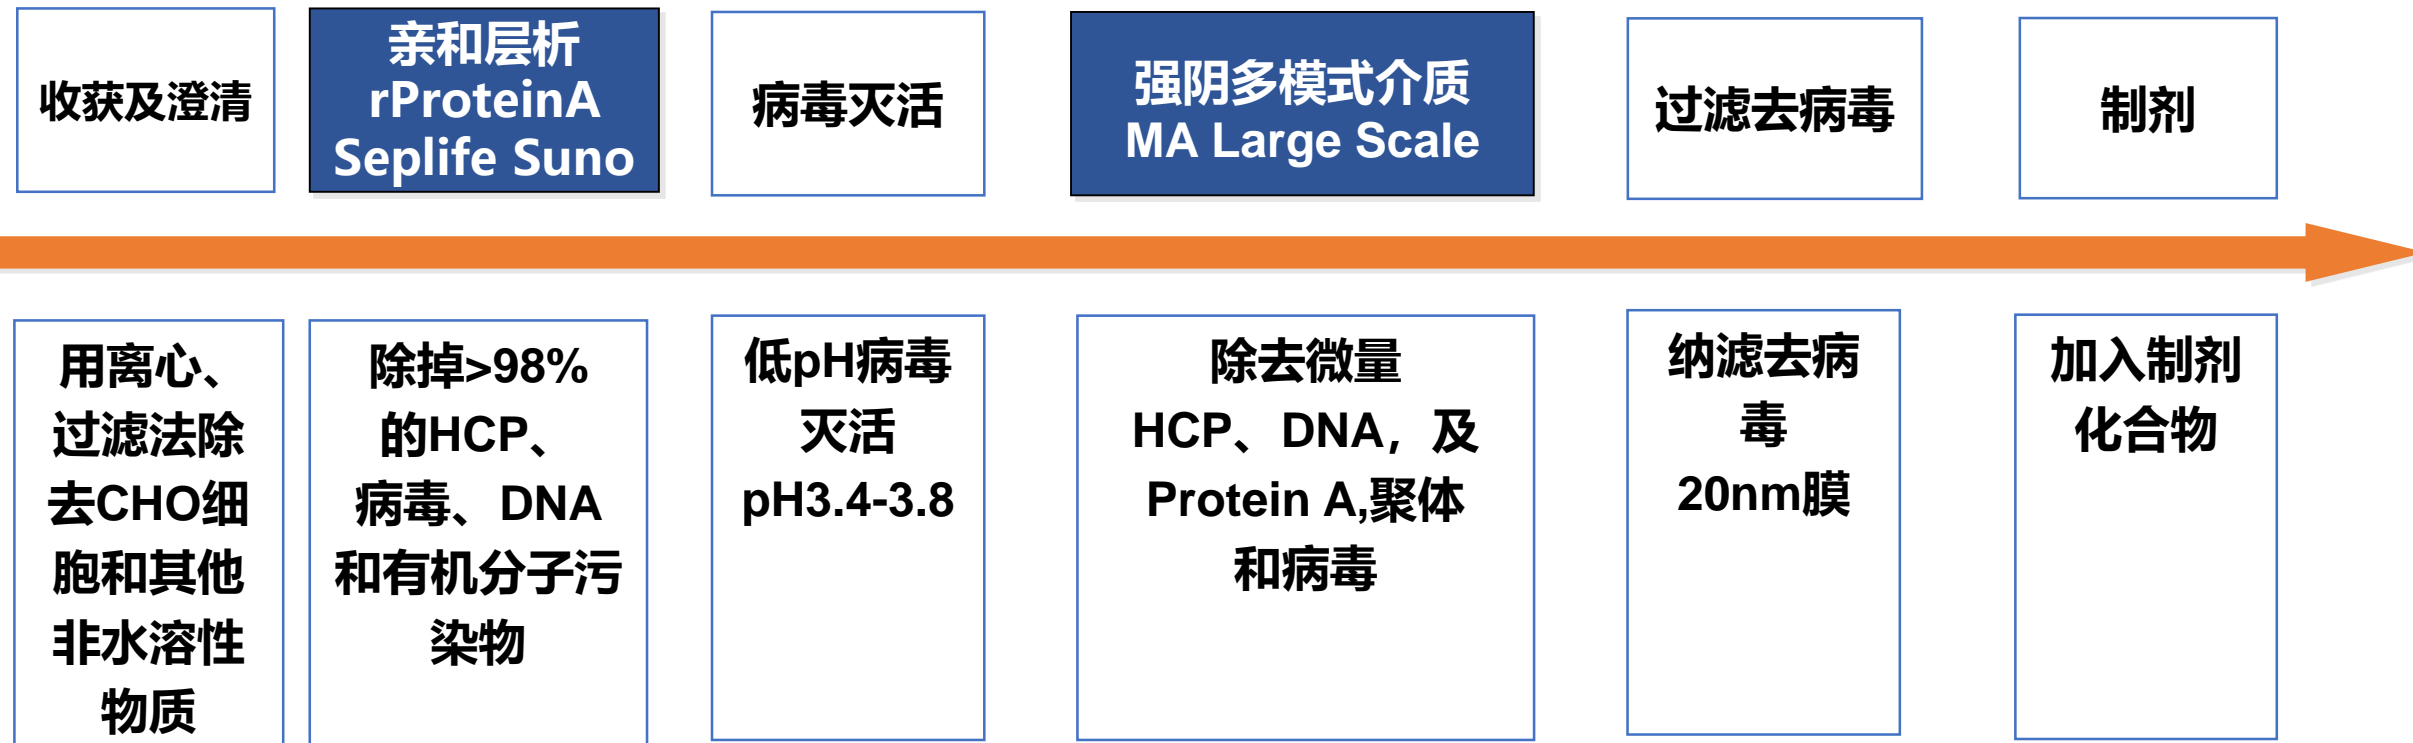 收获及澄清
亲和层析
rProteinA
Seplife Suno
病毒灭活
强阴多模式介质
MA Large Scale
过滤去病毒
制剂
用离心、
过滤法除
去CHO细
胞和其他
非水溶性
物质
除掉>98%
的HCP、
病毒、DNA
和有机分子污
染物
低pH病毒
灭活
pH3.4-3.8
除去微量
HCP、DNA，及
Protein A,聚体
和病毒
纳滤去病
毒
20nm膜
加入制剂
化合物